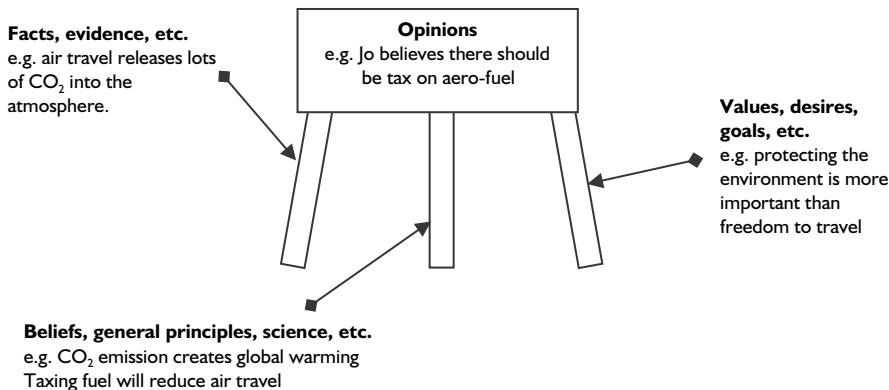 Facts, evidence, etc.
e.g. air travel releases lots
of CO₂ into the
atmosphere.
Opinions
e.g. Jo believes there should
be tax on aero-fuel
Values, desires,
goals, etc.
e.g. protecting the
environment is more
important than
freedom to travel
Beliefs, general principles, science, etc.
e.g. CO₂ emission creates global warming
Taxing fuel will reduce air travel